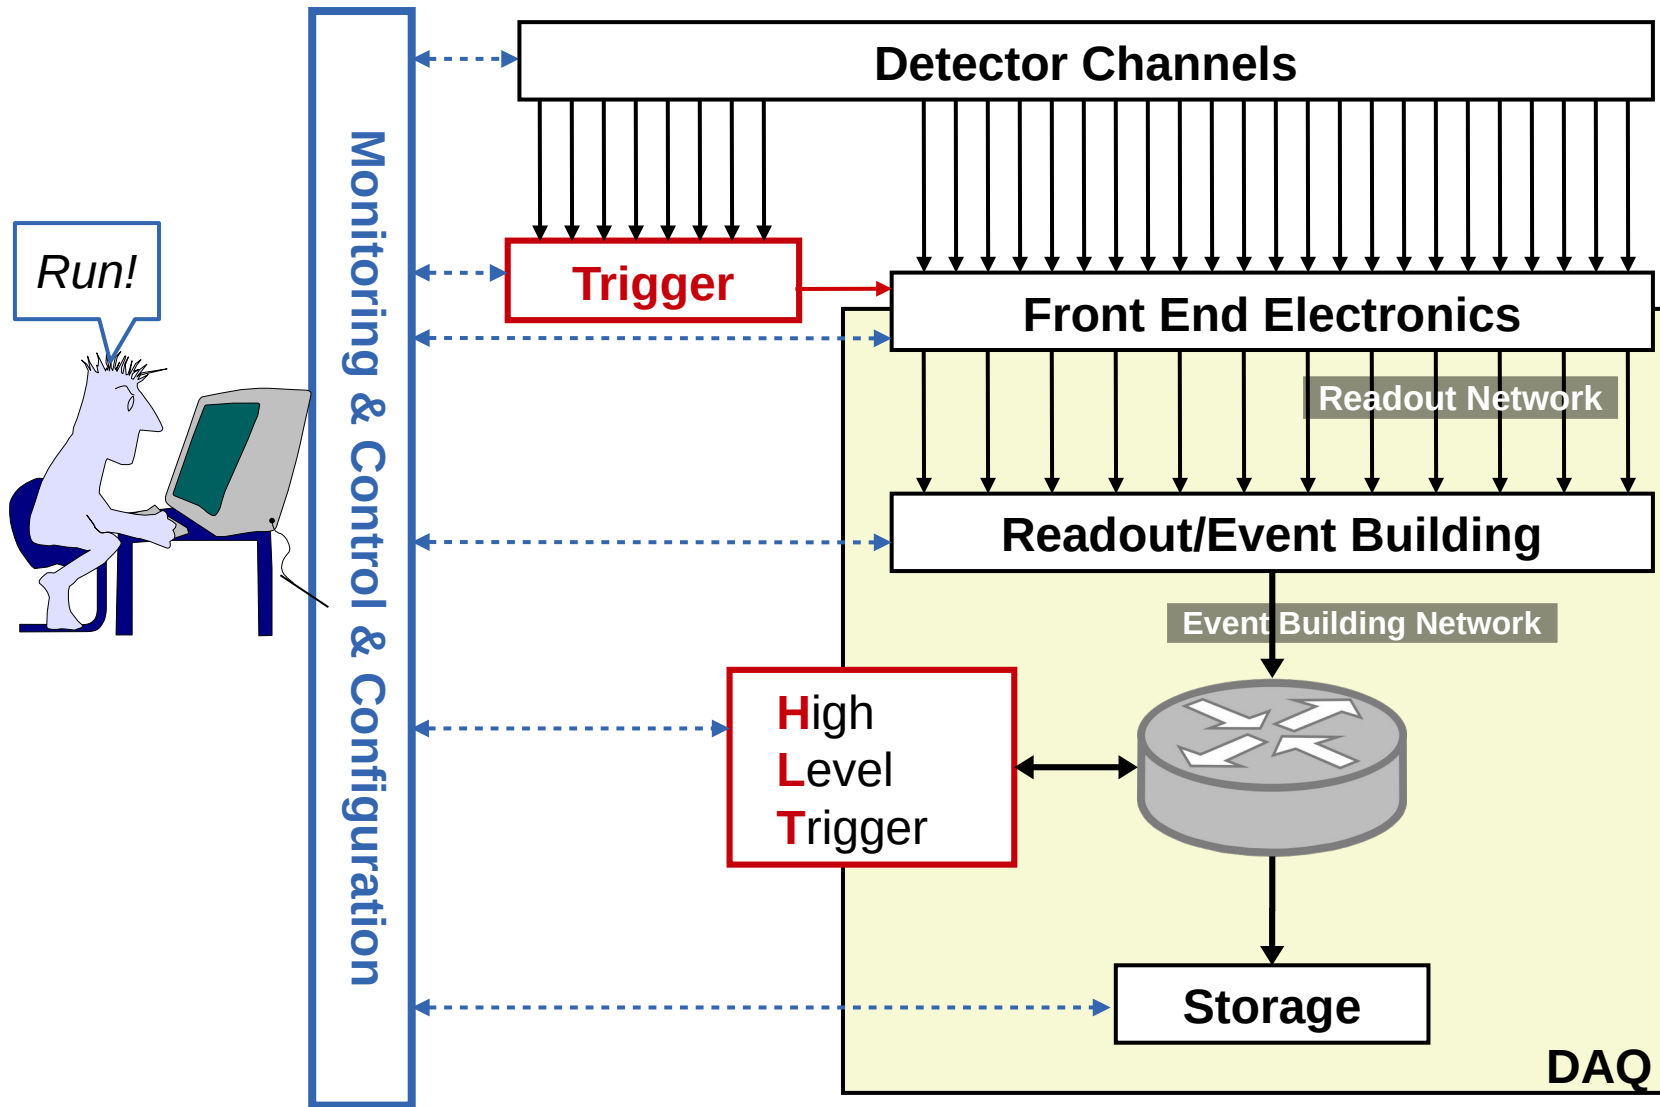 Detector Channels
Monitoring & Control & Configuration
Run!
Trigger
Front End Electronics
Readout Network
Readout/Event Building
Event Building Network
High
Level
Trigger
Storage
DAQ